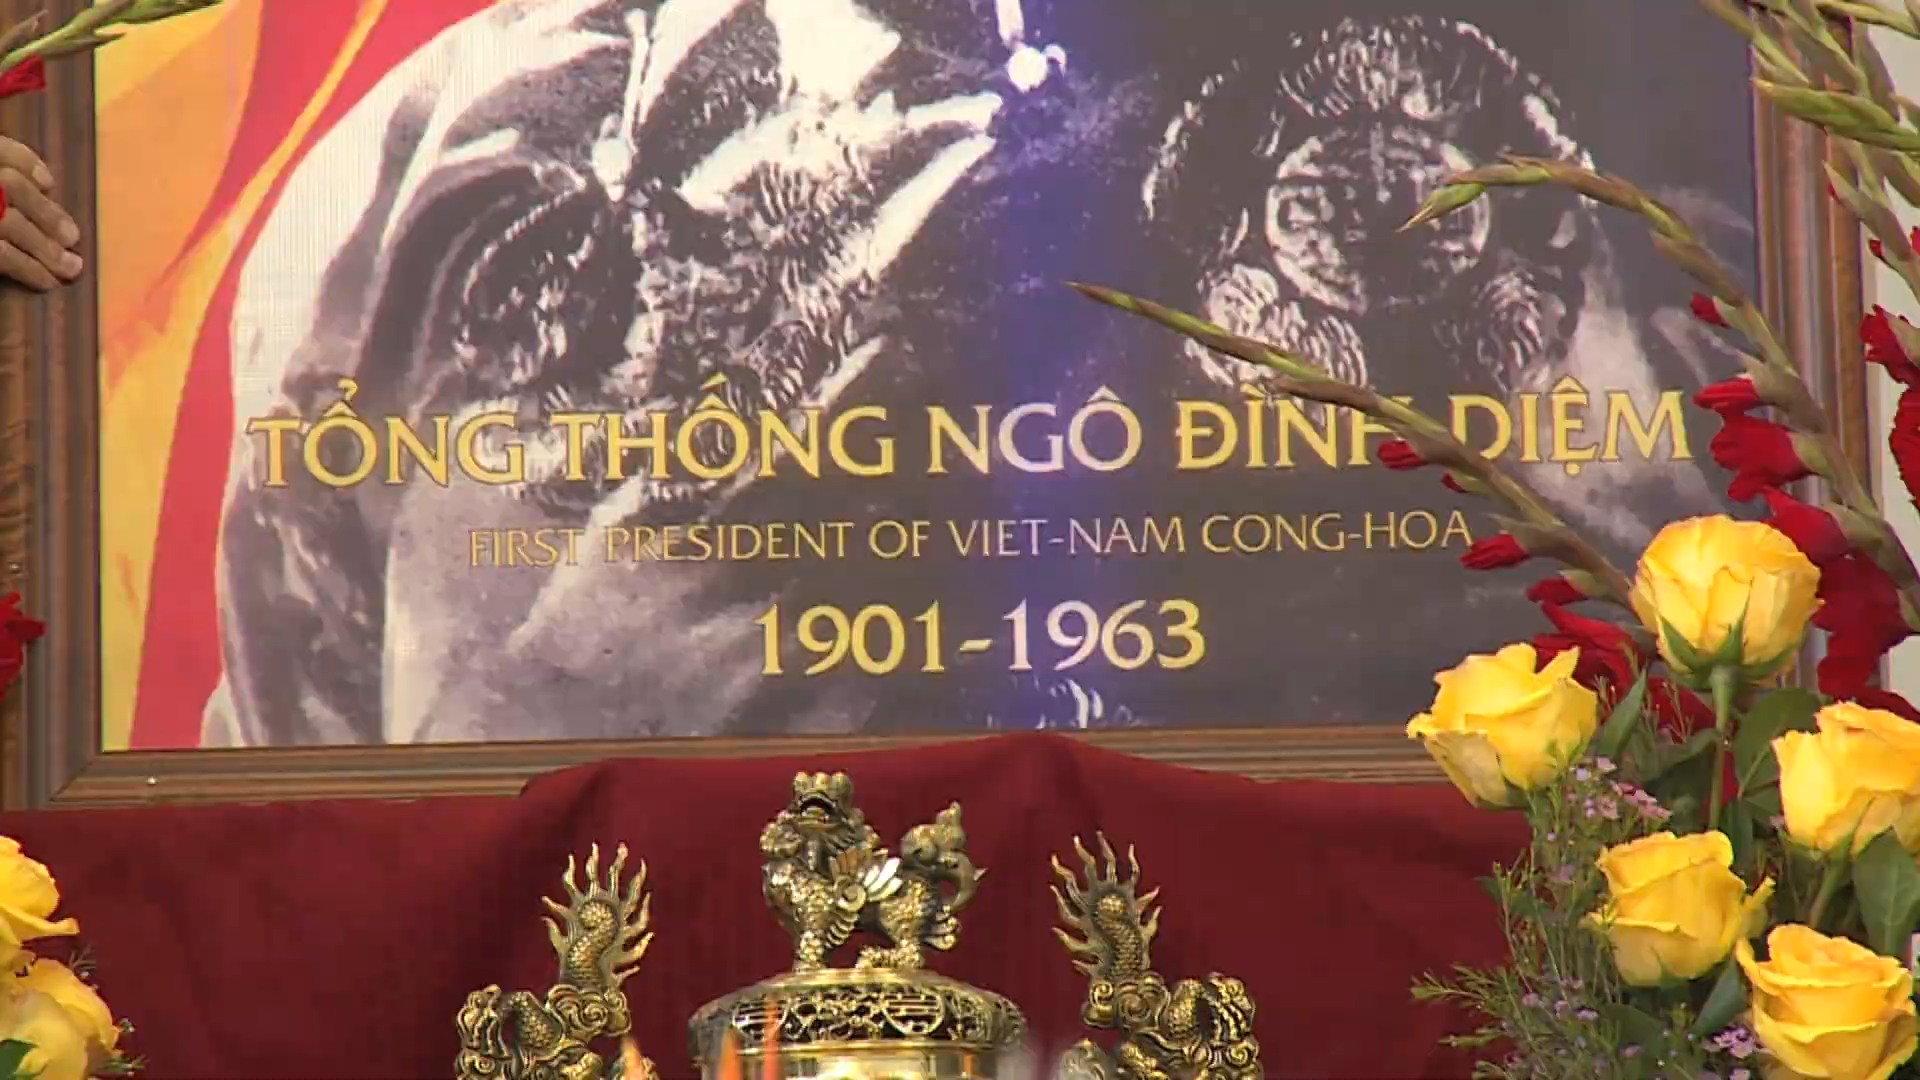 TỔNG THỐNG NGÔ ĐÌNH DIỆM
FIRST PRESIDENT OF VIET-NAM CONG-HOA
1901-1963